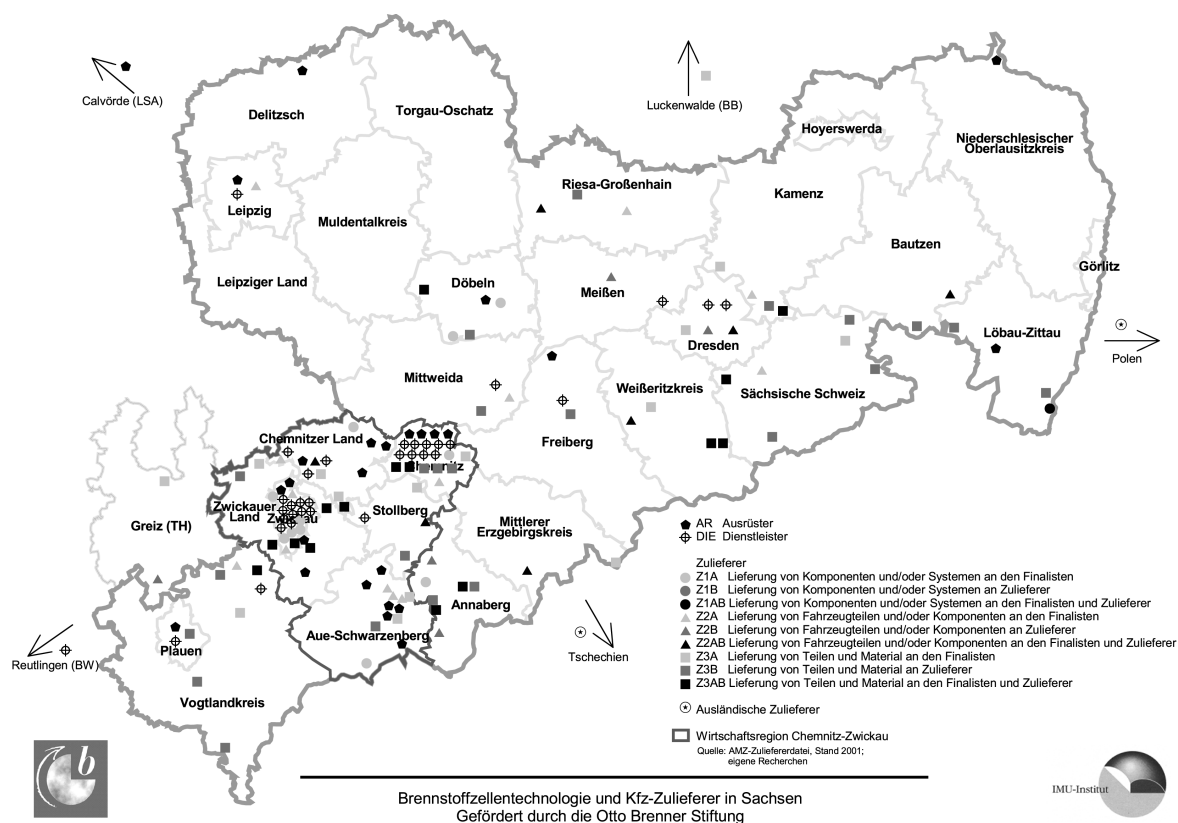 Calvörde (LSA)
Luckenwalde (BB)
Delitzsch
Torgau-Oschatz
Hoyerswerda
Niederschlesischer
Oberlausitzkreis
Riesa-Großenhain
Kamenz
Leipzig
Muldentalkreis
Bautzen
Görlitz
Leipziger Land
Döbeln
Meißen
Löbau-Zittau
Dresden
Polen
Mittweida
Weißeritzkreis
Sächsische Schweiz
Chemnitzer Land
Freiberg
Chemnitz
Zwickauer
Land
Zwickau
Stollberg
Greiz (TH)
Mittlerer
Erzgebirgskreis
Annaberg
Aue-Schwarzenberg
Plauen
Reutlingen (BW)
Tschechien
Vogtlandkreis
AR Ausrüster
DIE Dienstleister
Zulieferer
Z1A Lieferung von Komponenten und/oder Systemen an den Finalisten
Z1B Lieferung von Komponenten und/oder Systemen an Zulieferer
Z1AB Lieferung von Komponenten und/oder Systemen an den Finalisten und Zulieferer
Z2A Lieferung von Fahrzeugteilen und/oder Komponenten an den Finalisten
Z2B Lieferung von Fahrzeugteilen und/oder Komponenten an Zulieferer
Z2AB Lieferung von Fahrzeugteilen und/oder Komponenten an den Finalisten und Zulieferer
Z3A Lieferung von Teilen und Material an den Finalisten
Z3B Lieferung von Teilen und Material an Zulieferer
Z3AB Lieferung von Teilen und Material an den Finalisten und Zulieferer
Ausländische Zulieferer
Wirtschaftsregion Chemnitz-Zwickau
Quelle: AMZ-Zuliefererdatei, Stand 2001;
eigene Recherchen
b
IMU-Institut
Brennstoffzellentechnologie und Kfz-Zulieferer in Sachsen
Gefördert durch die Otto Brenner Stiftung